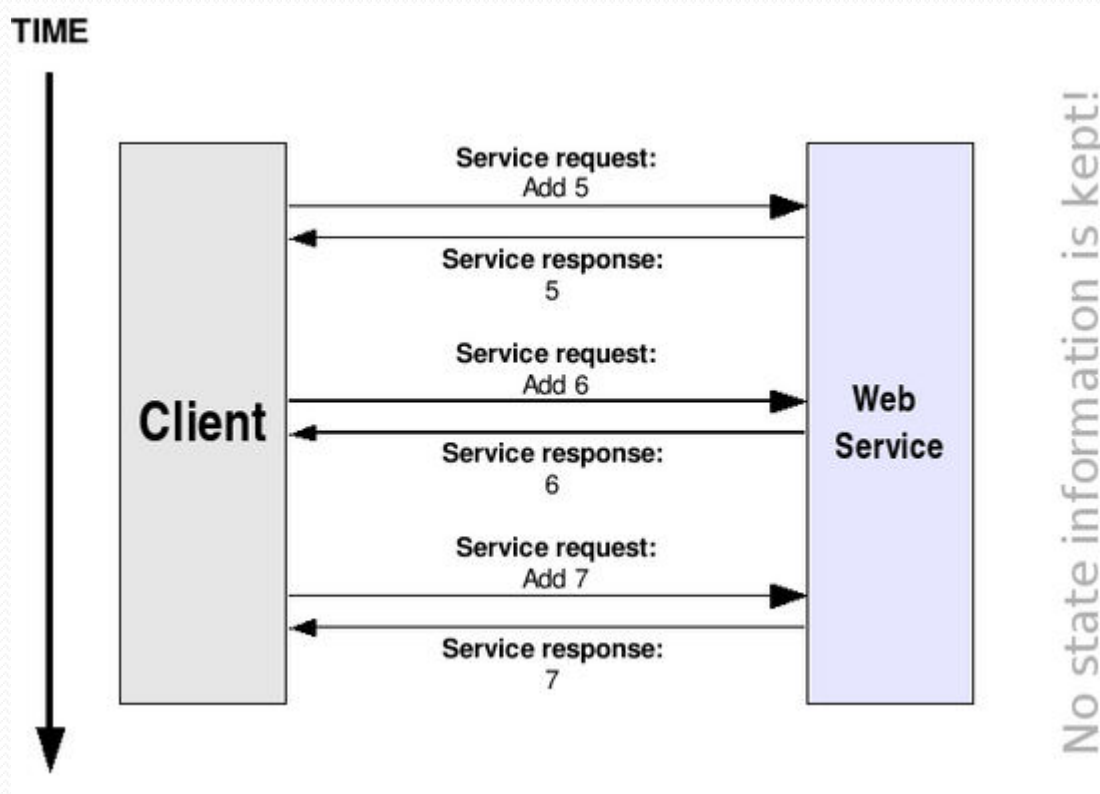 TIME
Service request:
Add 5
Service response:
5
Service request:
Add 6
Service response:
6
Service request:
Add 7
Service response:
7
Client
Web
Service
No state information is kept!